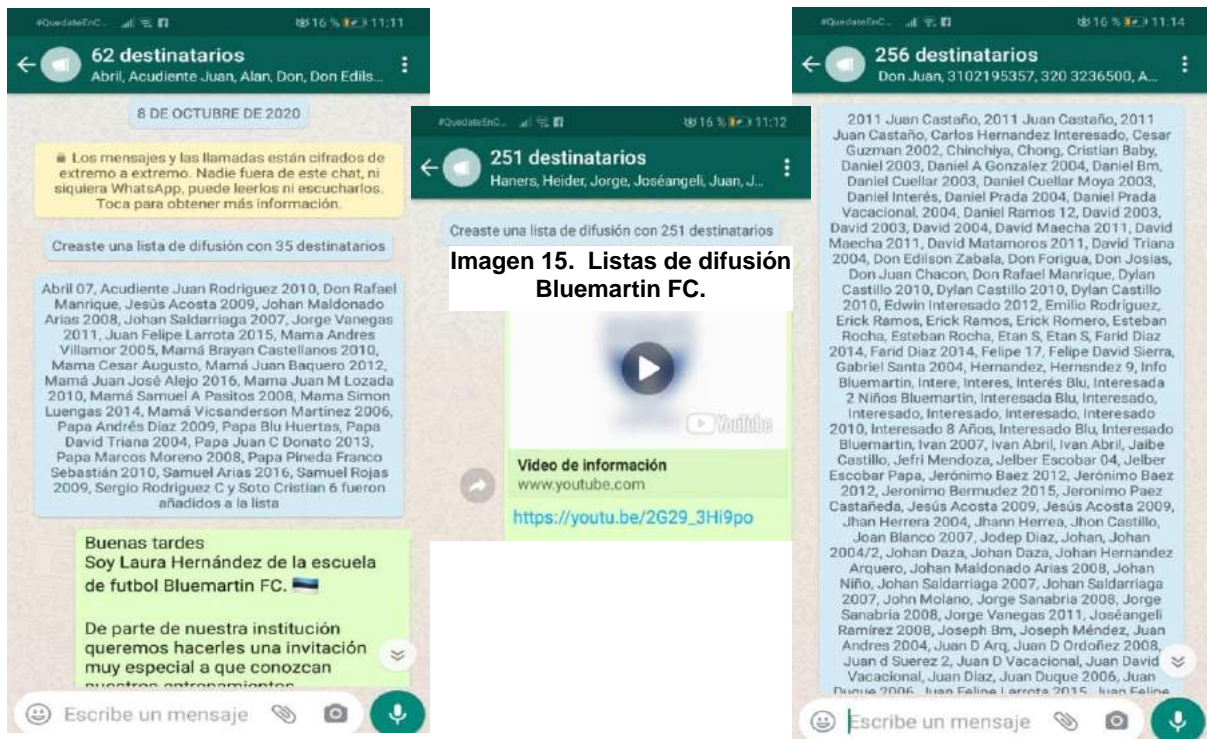 #QuedateEnC... 16 % 11:11
62 destinatarios
Abril, Acudiente Juan, Alan, Don, Don Edils...
8 DE OCTUBRE DE 2020
Los mensajes y las llamadas están cifrados de
extremo a extremo. Nadie fuera de este chat, ni
siquiera WhatsApp, puede leerlos ni escucharlos.
Toca para obtener más información.
Creaste una lista de difusión con 35 destinatarios
Abril 07, Acudiente Juan Rodriguez 2010, Don Rafael
Manrique, Jesús Acosta 2009, Johan Maldonado
Arias 2008, Johan Saldarriaga 2007, Jorge Vanegas
2011, Juan Felipe Larrota 2015, Mama Andres
Villamor 2005, Mamá Brayan Castellanos 2010,
Mama Cesar Augusto, Mamá Juan Baquero 2012,
Mamá Juan José Alejo 2016, Mama Juan M Lozada
2010, Mamá Samuel A Pasitos 2008, Mama Simon
Luengas 2014, Mamá Vicsanderson Martinez 2006,
Papa Andrés Diaz 2009, Papa Blu Huertas, Papa
David Triana 2004, Papa Juan C Donato 2013,
Papa Marcos Moreno 2008, Papa Pineda Franco
Sebastián 2010, Samuel Arias 2016, Samuel Rojas
2009, Sergio Rodriguez C y Soto Cristian 6 fueron
añadidos a la lista
Buenas tardes
Soy Laura Hernández de la escuela
de futbol Bluemartin FC.
De parte de nuestra institución
queremos hacerles una invitación
muy especial a que conozcan
nuestros entrenamientos
Escribe un mensaje
#QuedateEnC... 16 % 11:12
251 destinatarios
Haners, Heider, Jorge, Joséangeli, Juan, J...
Creaste una lista de difusión con 251 destinatarios
Imagen 15. Listas de difusión
Bluemartin FC.
YouTube
Video de información
www.youtube.com
https://youtu.be/2G29_3Hi9po
#QuedateEnC... 16 % 11:14
256 destinatarios
Don Juan, 3102195357, 320 3236500, A...
2011 Juan Castaño, 2011 Juan Castaño, 2011
Juan Castaño, Carlos Hernandez Interesado, Cesar
Guzman 2002, Chinchiya, Chong, Cristian Baby,
Daniel 2003, Daniel A Gonzalez 2004, Daniel Bm,
Daniel Cuellar 2003, Daniel Cuellar Moya 2003,
Daniel Interés, Daniel Prada 2004, Daniel Prada
Vacacional, 2004, Daniel Ramos 12, David 2003,
David 2003, David 2004, David Maecha 2011, David
Maecha 2011, David Matamoros 2011, David Triana
2004, Don Edilson Zabala, Don Forigua, Don Josias,
Don Juan Chacon, Don Rafael Manrique, Dylan
Castillo 2010, Dylan Castillo 2010, Dylan Castillo
2010, Edwin Interesado 2012, Emilio Rodríguez,
Erick Ramos, Erick Ramos, Erick Romero, Esteban
Rocha, Esteban Rocha, Etan S, Etan S, Farid Diaz
2014, Farid Diaz 2014, Felipe 17, Felipe David Sierra,
Gabriel Santa 2004, Hernandez, Hernsndez 9, Info
Bluemartin, Intere, Interes, Interés Blu, Interesada
2 Niños Bluemartin, Interesada Blu, Interesado,
Interesado, Interesado, Interesado, Interesado
2010, Interesado 8 Años, Interesado Blu, Interesado
Bluemartin, Ivan 2007, Ivan Abril, Ivan Abril, Jaibe
Castillo, Jefri Mendoza, Jelber Escobar 04, Jelber
Escobar Papa, Jerónimo Baez 2012, Jerónimo Baez
2012, Jeronimo Bermudez 2015, Jeronimo Paez
Castañeda, Jesús Acosta 2009, Jesús Acosta 2009,
Jhan Herrera 2004, Jhann Herrea, Jhon Castillo,
Joan Blanco 2007, Jodep Diaz, Johan, Johan
2004/2, Johan Daza, Johan Daza, Johan Hernandez
Arquero, Johan Maldonado Arias 2008, Johan
Niño, Johan Saldarriaga 2007, Johan Saldarriaga
2007, John Molano, Jorge Sanabria 2008, Jorge
Sanabria 2008, Jorge Vanegas 2011, Joséangeli
Ramírez 2008, Joseph Bm, Joseph Méndez, Juan
Andres 2004, Juan D Arq, Juan D Ordoñez 2008,
Juan d Suerez 2, Juan D Vacacional, Juan David
Vacacional, Juan Diaz, Juan Duque 2006, Juan
Duque 2006, Juan Felipe Larrota 2015, Juan Felipe
Escribe un mensaje